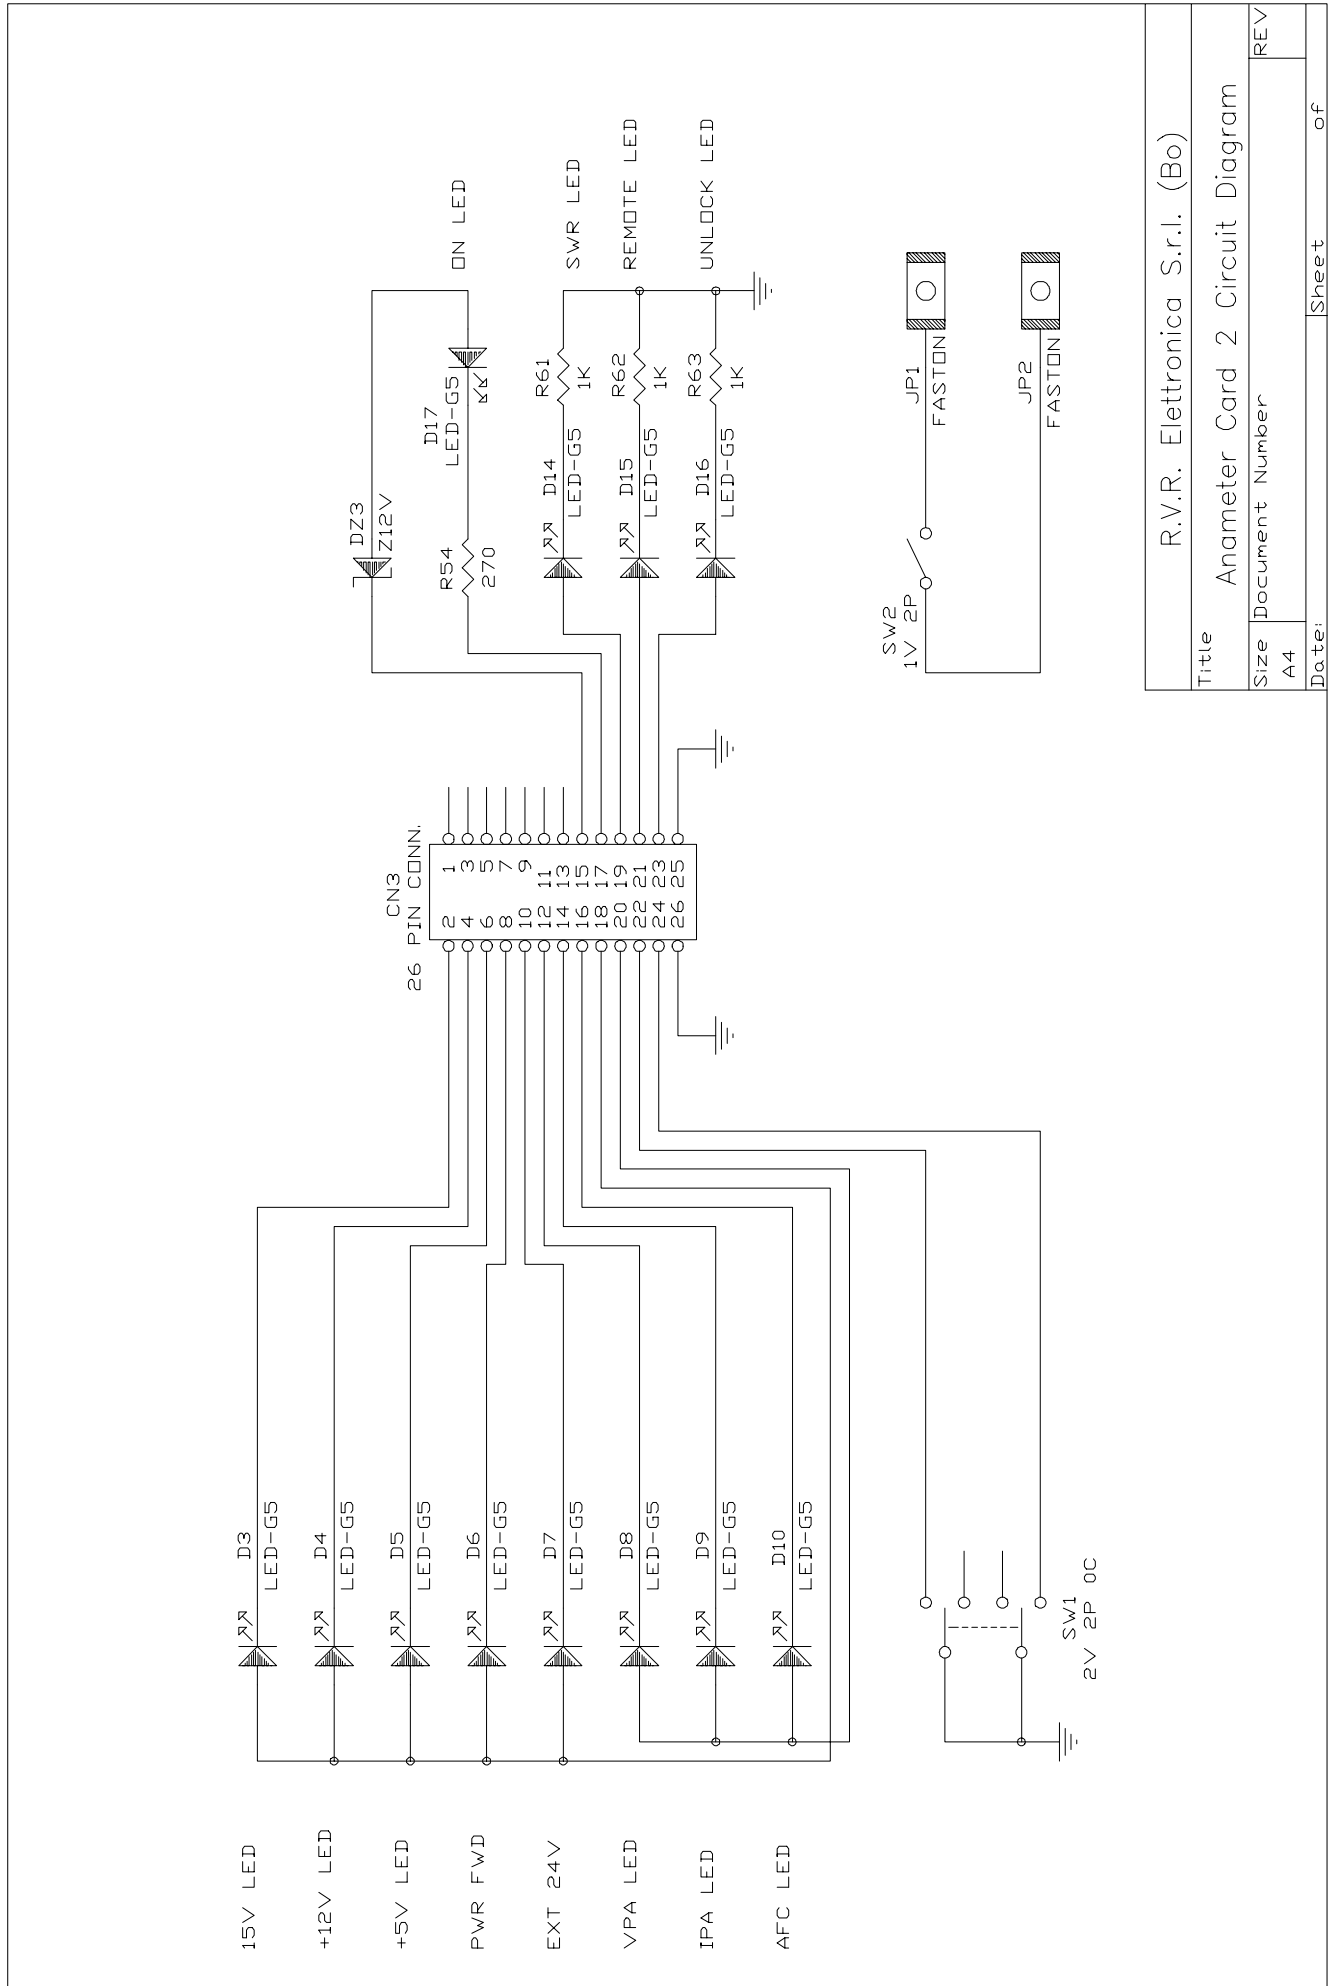 15V LED
+12V LED
+5V LED
PWR FWD
EXT 24V
VPA LED
IPA LED
AFC LED
D3
LED-G5
D4
LED-G5
D5
LED-G5
D6
LED-G5
D7
LED-G5
D8
LED-G5
D9
LED-G5
D10
LED-G5
SW1
2V 2P 0C
CN3
26 PIN CONN.
2 1
4 3
6 5
8 7
10 9
12 11
14 13
16 15
18 17
20 19
22 21
24 23
26 25
DZ3
Z12V
D17
LED-G5
R54
270
ON LED
D14
LED-G5
R61
1K
SWR LED
D15
LED-G5
R62
1K
REMOTE LED
D16
LED-G5
R63
1K
UNLOCK LED
SW2
1V 2P
JP1
FASTON
JP2
FASTON
R.V.R. Elettronica S.r.l. (Bo)
Title
Anameter Card 2 Circuit Diagram
Size Document Number REV
A4
Date: Sheet of